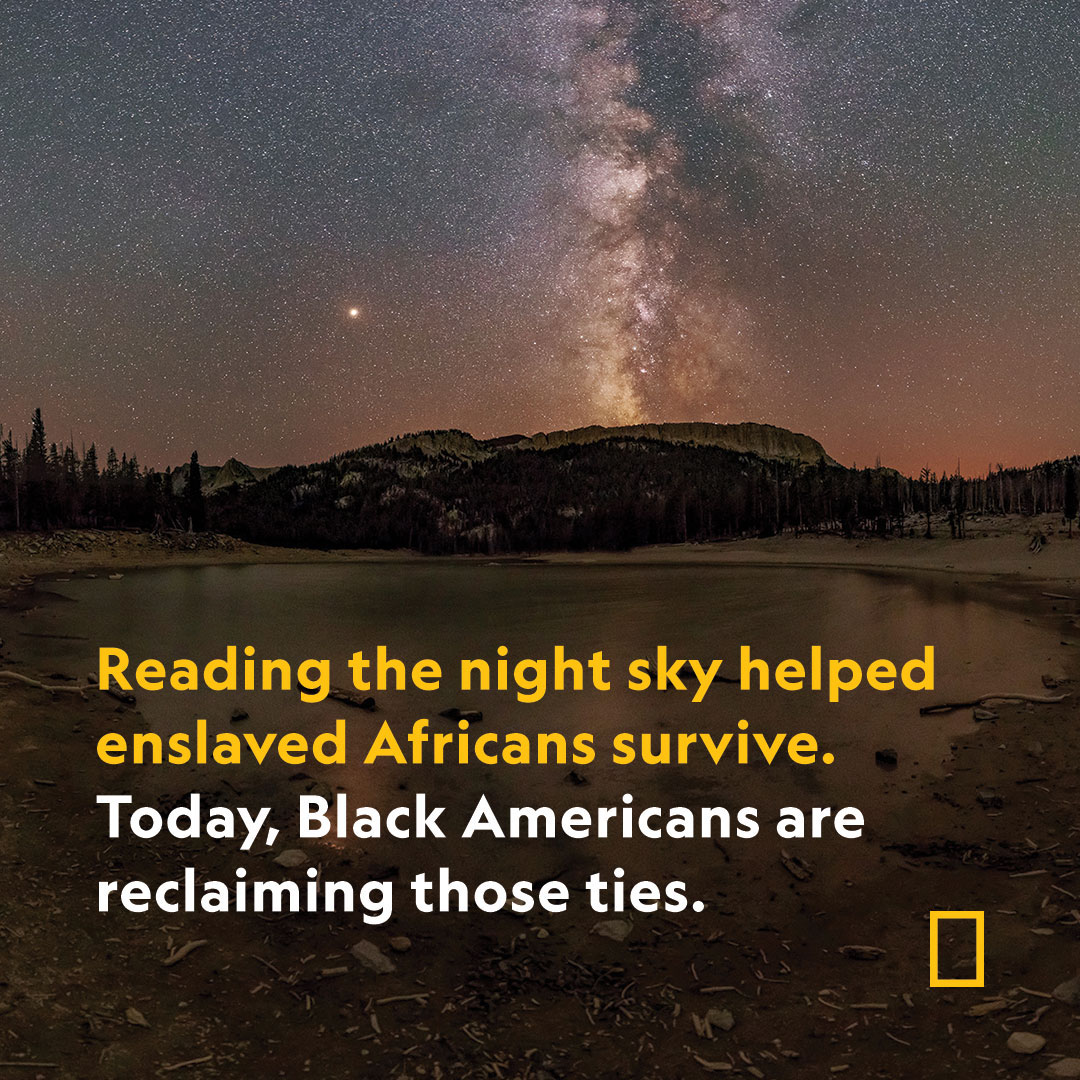 Reading the night sky helped
enslaved Africans survive.
Today, Black Americans are
reclaiming those ties.